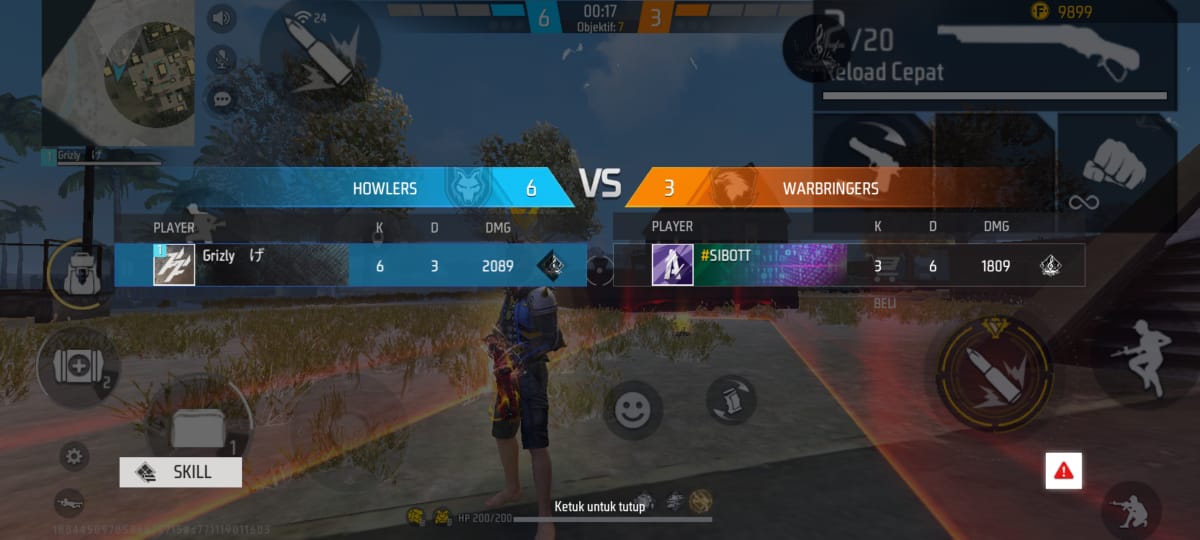 24
6
00:17
3
9899
Objektif: 7
/20
Reload Cepat
1 Grizly げ
HOWLERS 6 VS 3 WARBRINGERS
PLAYER K D DMG
PLAYER K D DMG
1
Grizly げ 6 3 2089
#SIBOTT 3 6 1809
BELI
2
1
SKILL
Ketuk untuk tutup
HP 200/200